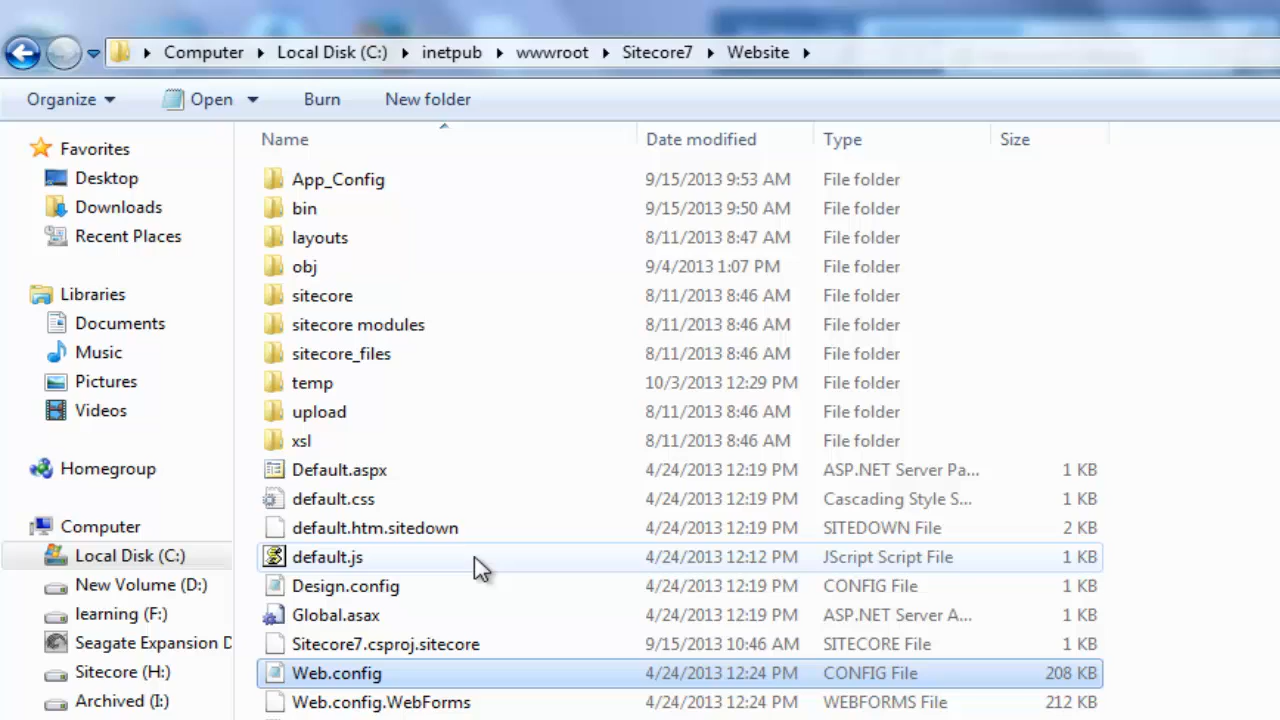 Computer Local Disk (C:) inetpub wwwroot Sitecore7 Website
Organize Open Burn New folder
Name Date modified Type Size
Favorites
Desktop
Downloads
Recent Places
Libraries
Documents
Music
Pictures
Videos
Homegroup
Computer
Local Disk (C:)
New Volume (D:)
learning (F:)
Seagate Expansion D
Sitecore (H:)
Archived (I:)
App_Config 9/15/2013 9:53 AM File folder
bin 9/15/2013 9:50 AM File folder
layouts 8/11/2013 8:47 AM File folder
obj 9/4/2013 1:07 PM File folder
sitecore 8/11/2013 8:46 AM File folder
sitecore modules 8/11/2013 8:46 AM File folder
sitecore_files 8/11/2013 8:46 AM File folder
temp 10/3/2013 12:29 PM File folder
upload 8/11/2013 8:46 AM File folder
xsl 8/11/2013 8:46 AM File folder
Default.aspx 4/24/2013 12:19 PM ASP.NET Server Pa... 1 KB
default.css 4/24/2013 12:19 PM Cascading Style S... 1 KB
default.htm.sitedown 4/24/2013 12:19 PM SITEDOWN File 2 KB
default.js 4/24/2013 12:12 PM JScript Script File 1 KB
Design.config 4/24/2013 12:19 PM CONFIG File 1 KB
Global.asax 4/24/2013 12:19 PM ASP.NET Server A... 1 KB
Sitecore7.csproj.sitecore 9/15/2013 10:46 AM SITECORE File 1 KB
Web.config 4/24/2013 12:24 PM CONFIG File 208 KB
Web.config.WebForms 4/24/2013 12:24 PM WEBFORMS File 212 KB